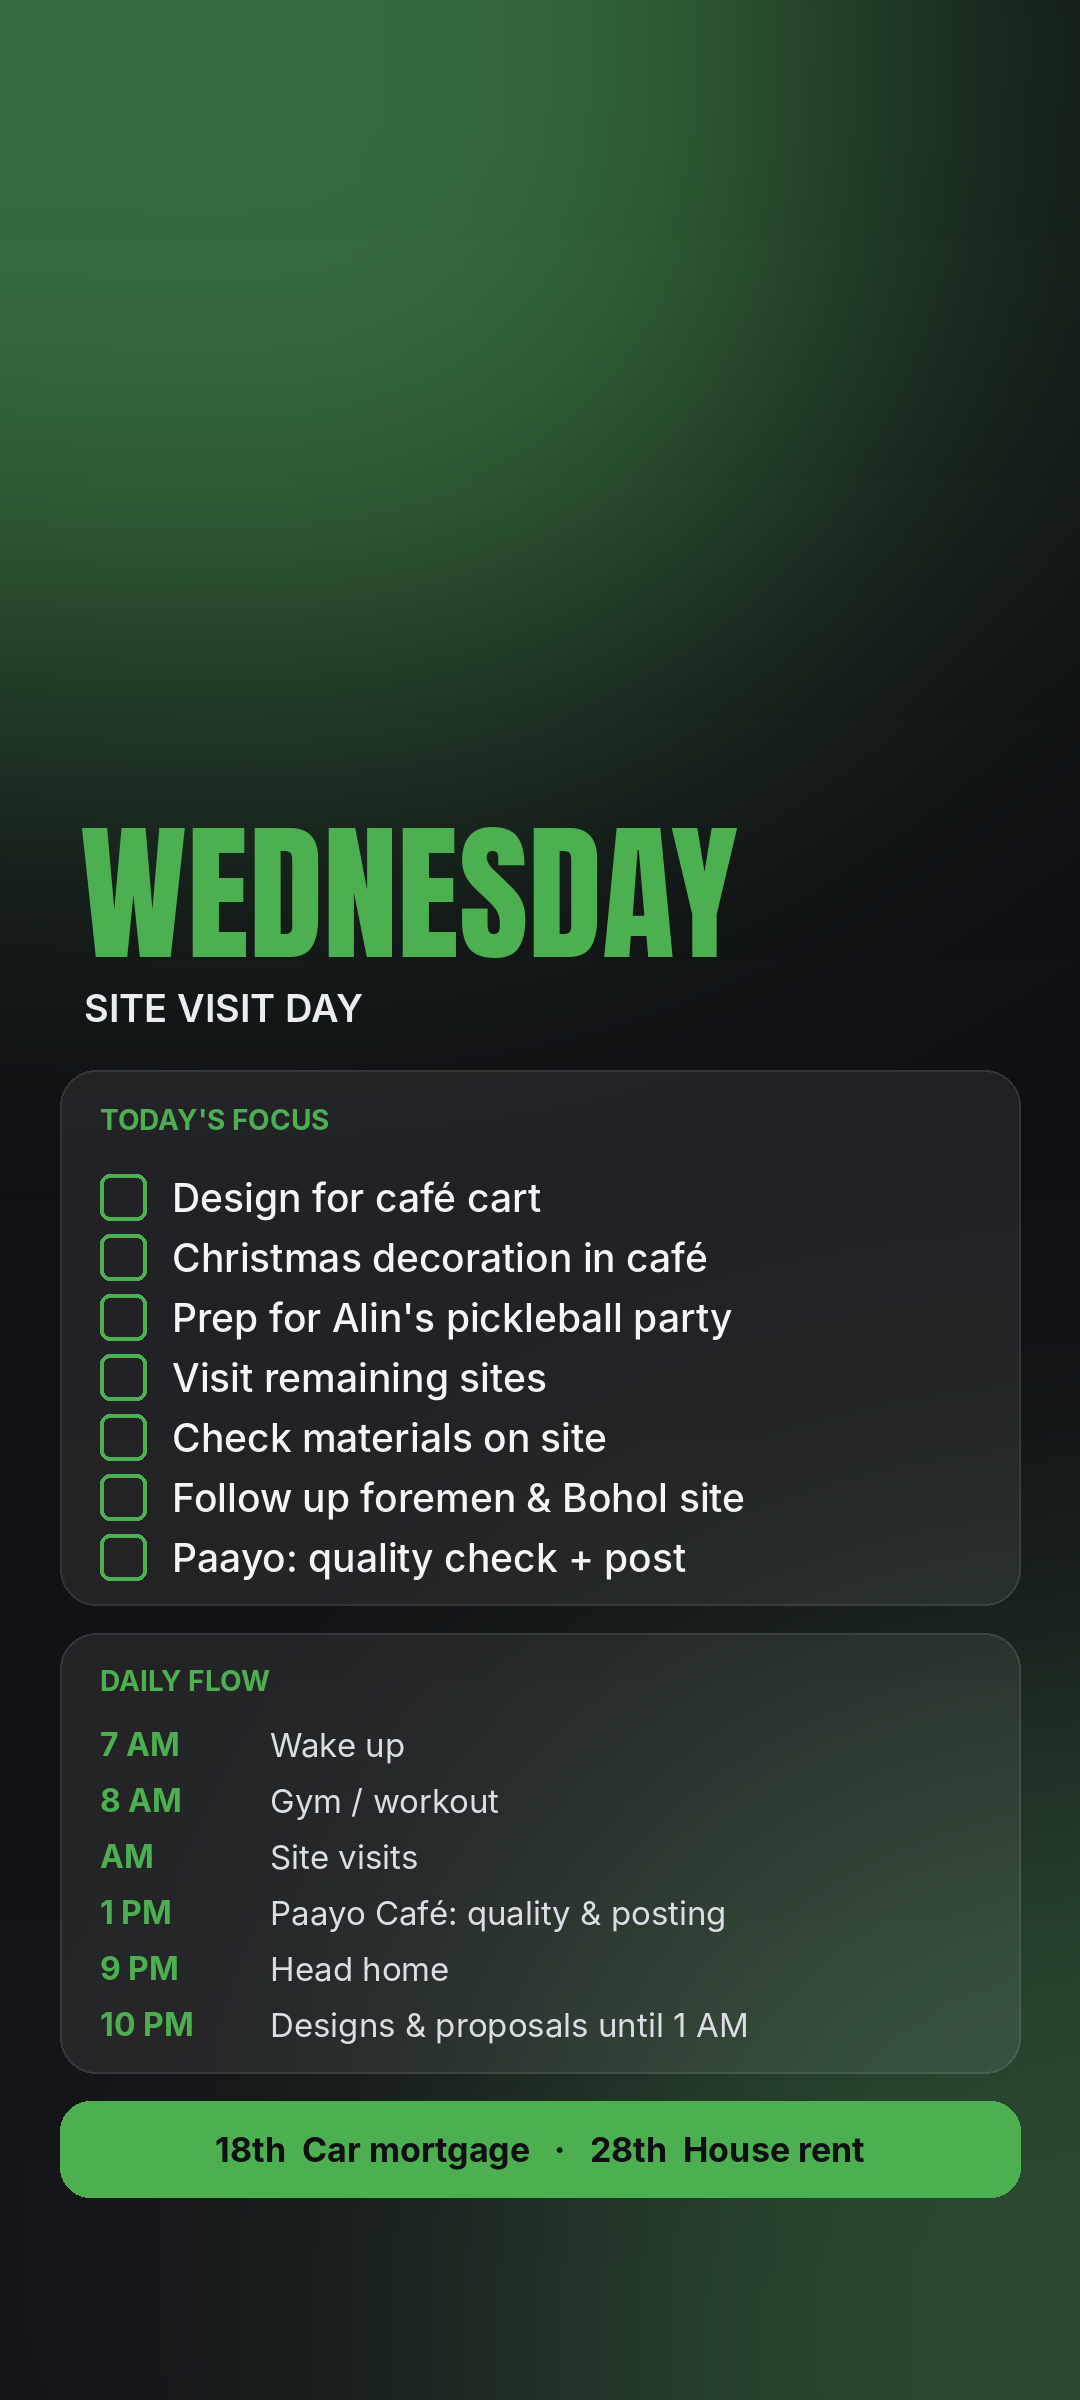 WEDNESDAY
SITE VISIT DAY
TODAY'S FOCUS
Design for café cart
Christmas decoration in café
Prep for Alin's pickleball party
Visit remaining sites
Check materials on site
Follow up foremen & Bohol site
Paayo: quality check + post
DAILY FLOW
7 AM Wake up
8 AM Gym / workout
AM Site visits
1 PM Paayo Café: quality & posting
9 PM Head home
10 PM Designs & proposals until 1 AM
18th Car mortgage · 28th House rent